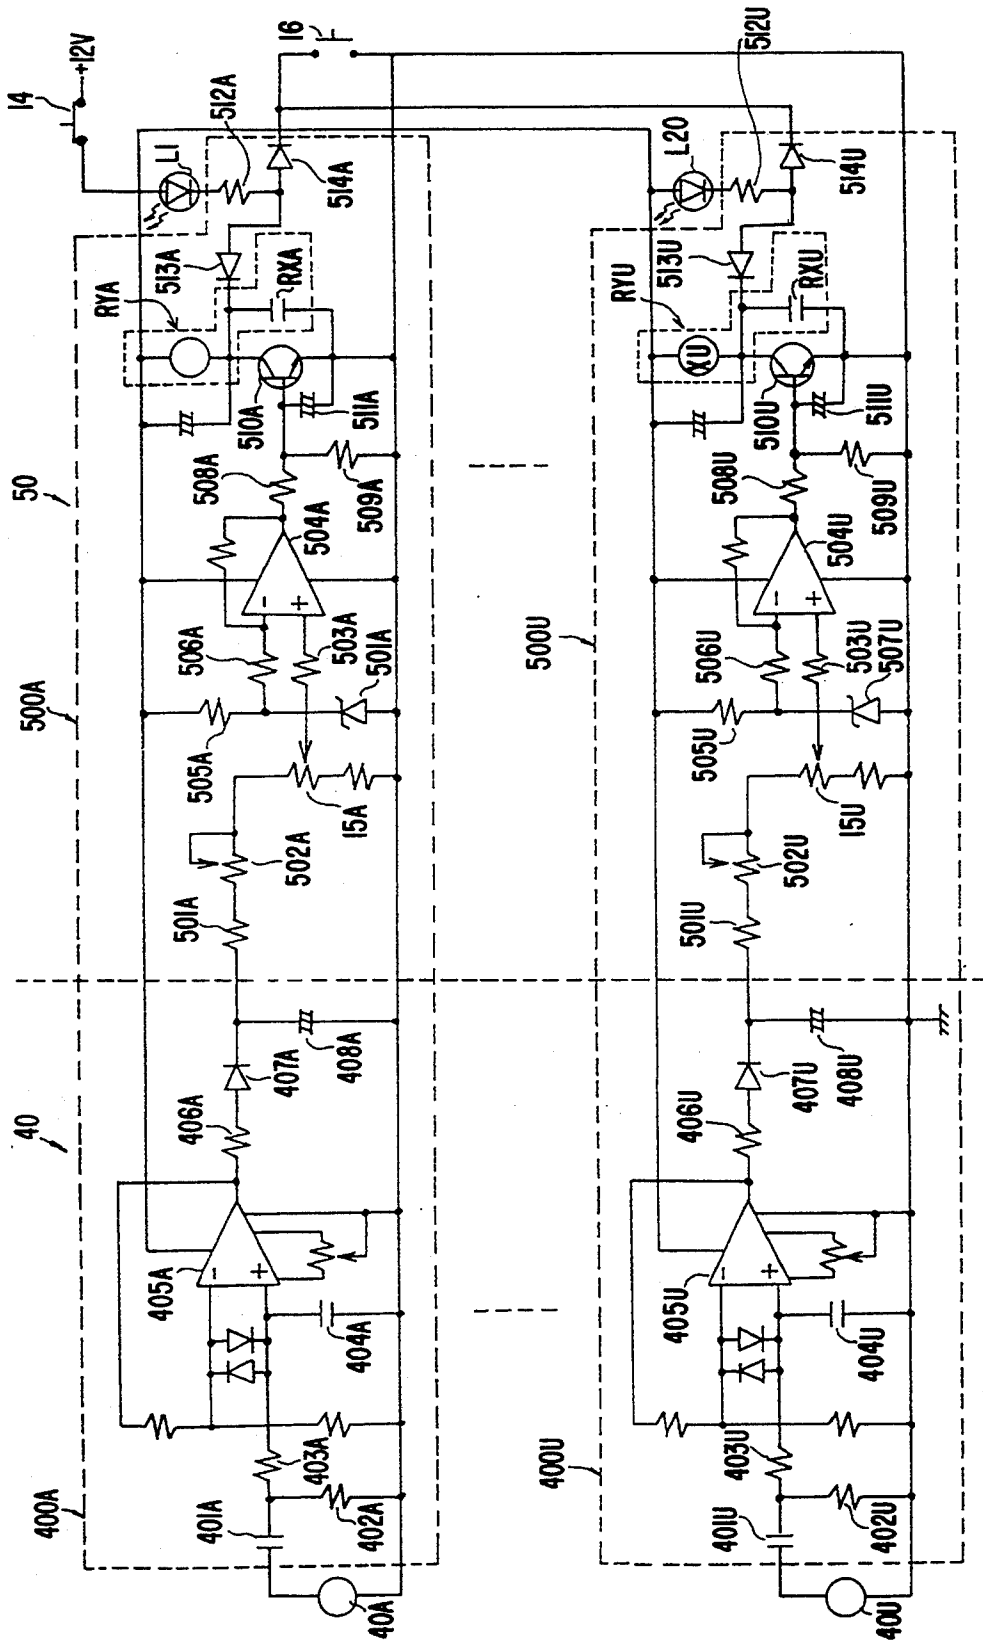 14
+12V
16
512U
L1
512A
514A
513A
RYA
RXA
510A
511A
50
508A
509A
504A
500A
506A
503A
501A
505A
15A
502A
501A
40
406A
407A
408A
405A
-
+
404A
403A
400A
401A
402A
40A
-
+
L20
514U
513U
RYU
XU
RXU
510U
511U
508U
509U
504U
500U
-
+
506U
503U
507U
505U
15U
502U
501U
406U
407U
408U
405U
-
+
404U
403U
400U
401U
402U
40U